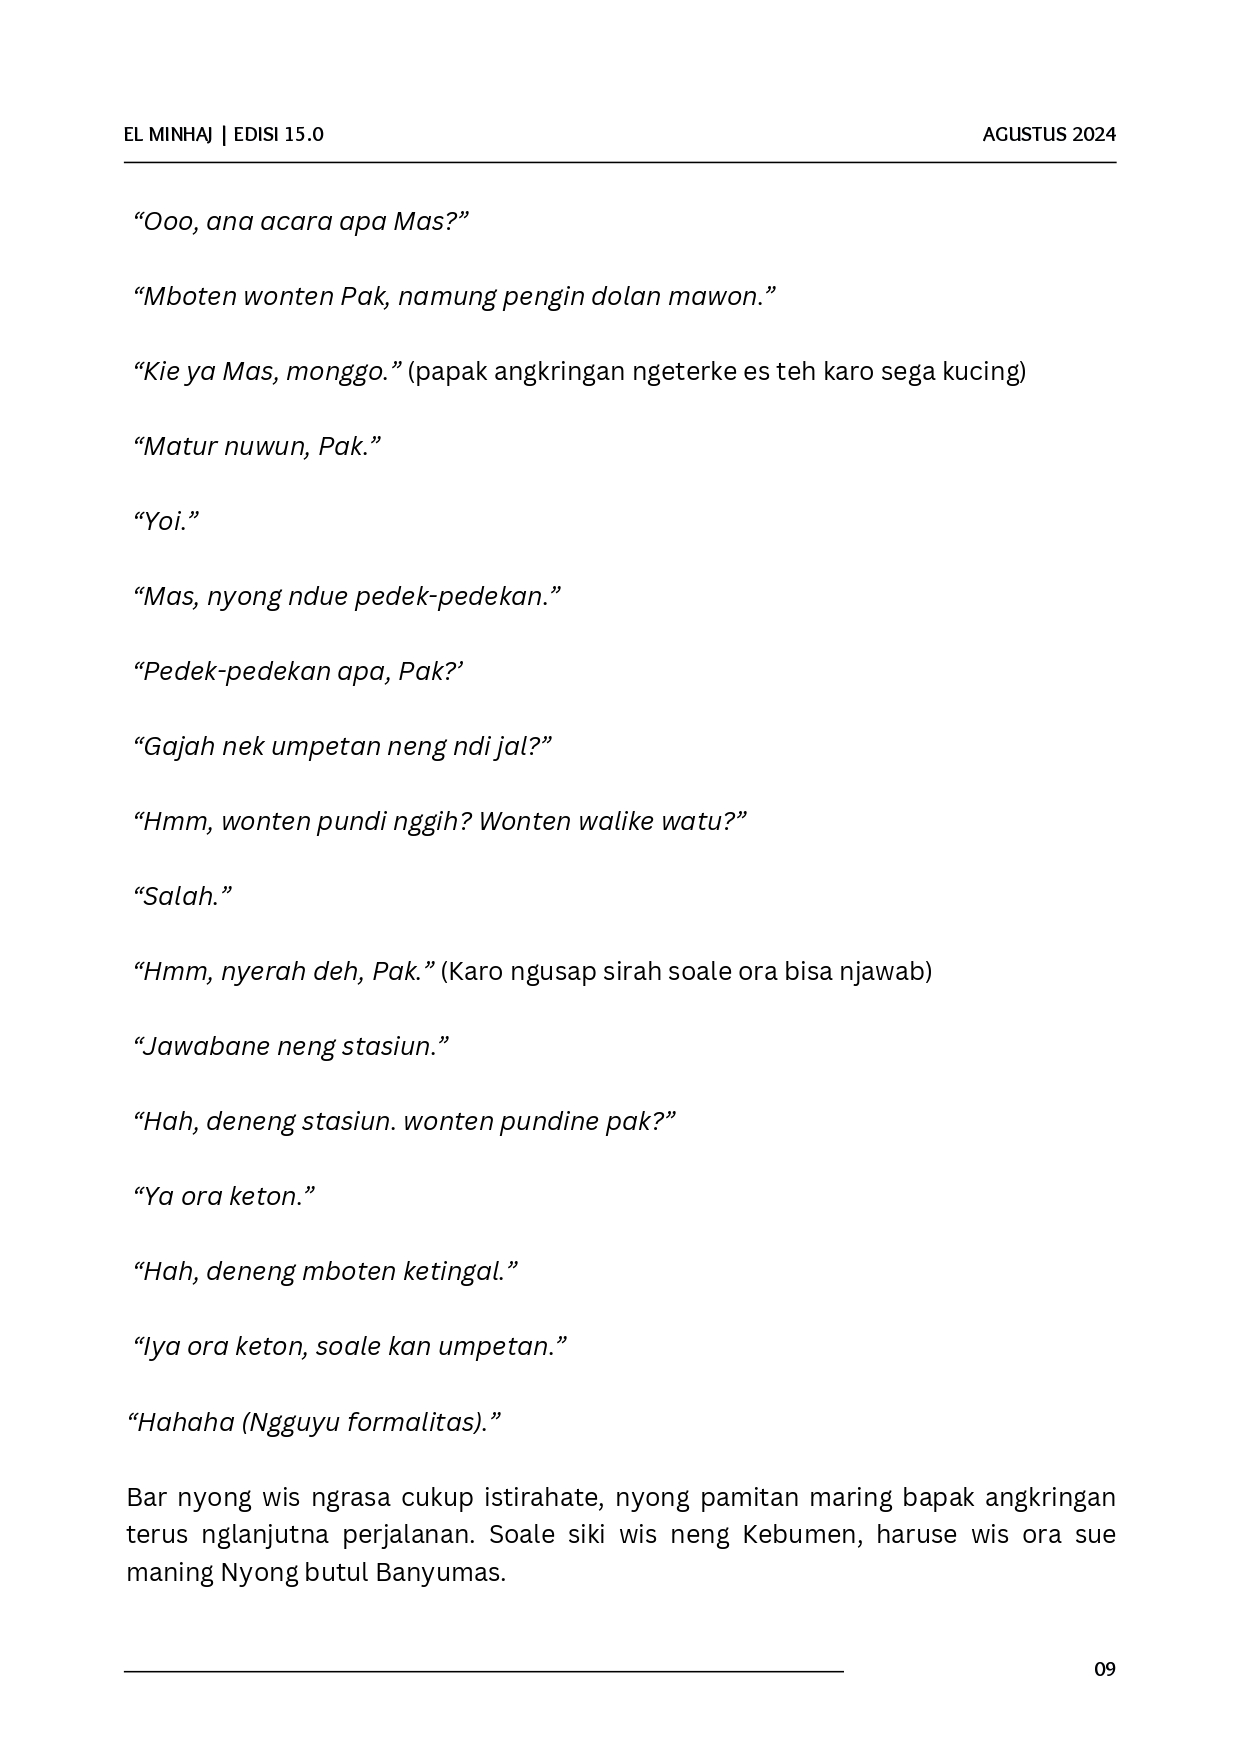 EL MINHAJ | EDISI 15.0
AGUSTUS 2024
“Ooo, ana acara apa Mas?”
“Mboten wonten Pak, namung pengin dolan mawon.”
“Kie ya Mas, monggo.” (papak angkringan ngeterke es teh karo sega kucing)
“Matur nuwun, Pak.”
“Yoi.”
“Mas, nyong ndue pedek-pedekan.”
“Pedek-pedekan apa, Pak?’
“Gajah nek umpetan neng ndi jal?”
“Hmm, wonten pundi nggih? Wonten walike watu?”
“Salah.”
“Hmm, nyerah deh, Pak.” (Karo ngusap sirah soale ora bisa njawab)
“Jawabane neng stasiun.”
“Hah, deneng stasiun. wonten pundine pak?”
“Ya ora keton.”
“Hah, deneng mboten ketingal.”
“Iya ora keton, soale kan umpetan.”
“Hahaha (Ngguyu formalitas).”
Bar nyong wis ngrasa cukup istirahate, nyong pamitan maring bapak angkringan
terus nglanjutna perjalanan. Soale siki wis neng Kebumen, haruse wis ora sue
maning Nyong butul Banyumas.
09